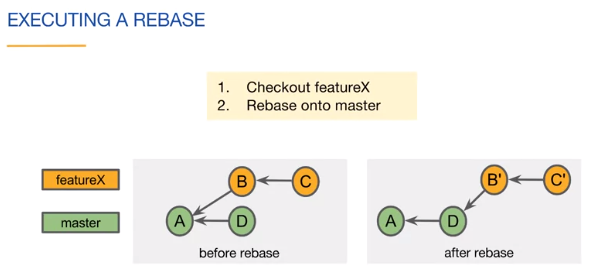 EXECUTING A REBASE
1. Checkout featureX
2. Rebase onto master
featureX
master
B
C
A
D
before rebase
B'
C'
A
D
after rebase